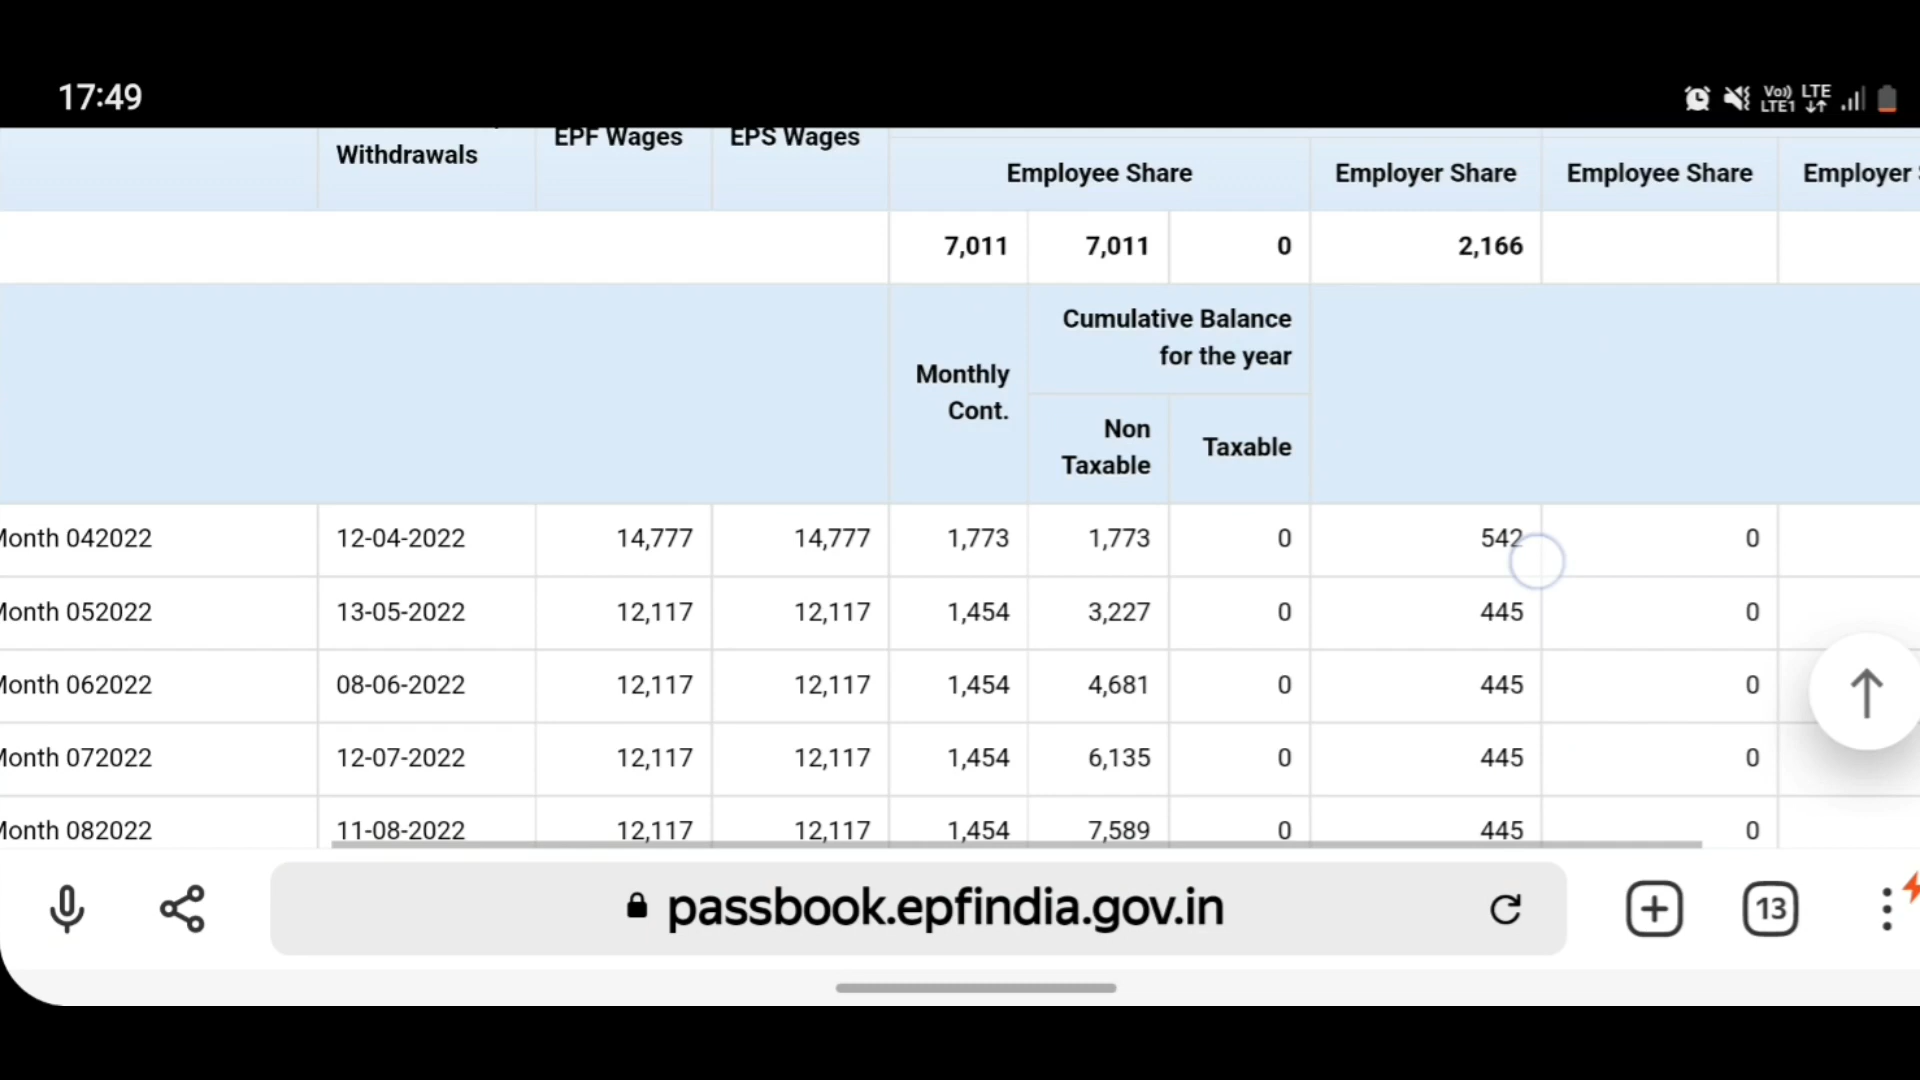 17:49
Vo)) LTE
LTE1
Withdrawals
EPF Wages
EPS Wages
Employee Share
Employer Share
Employee Share
Employer
7,011 7,011 0 2,166
Monthly
Cont.
Cumulative Balance
for the year
Non
Taxable
Taxable
Month 042022 12-04-2022 14,777 14,777 1,773 1,773 0 542 0
Month 052022 13-05-2022 12,117 12,117 1,454 3,227 0 445 0
Month 062022 08-06-2022 12,117 12,117 1,454 4,681 0 445 0
Month 072022 12-07-2022 12,117 12,117 1,454 6,135 0 445 0
Month 082022 11-08-2022 12,117 12,117 1,454 7,589 0 445 0
passbook.epfindia.gov.in
13